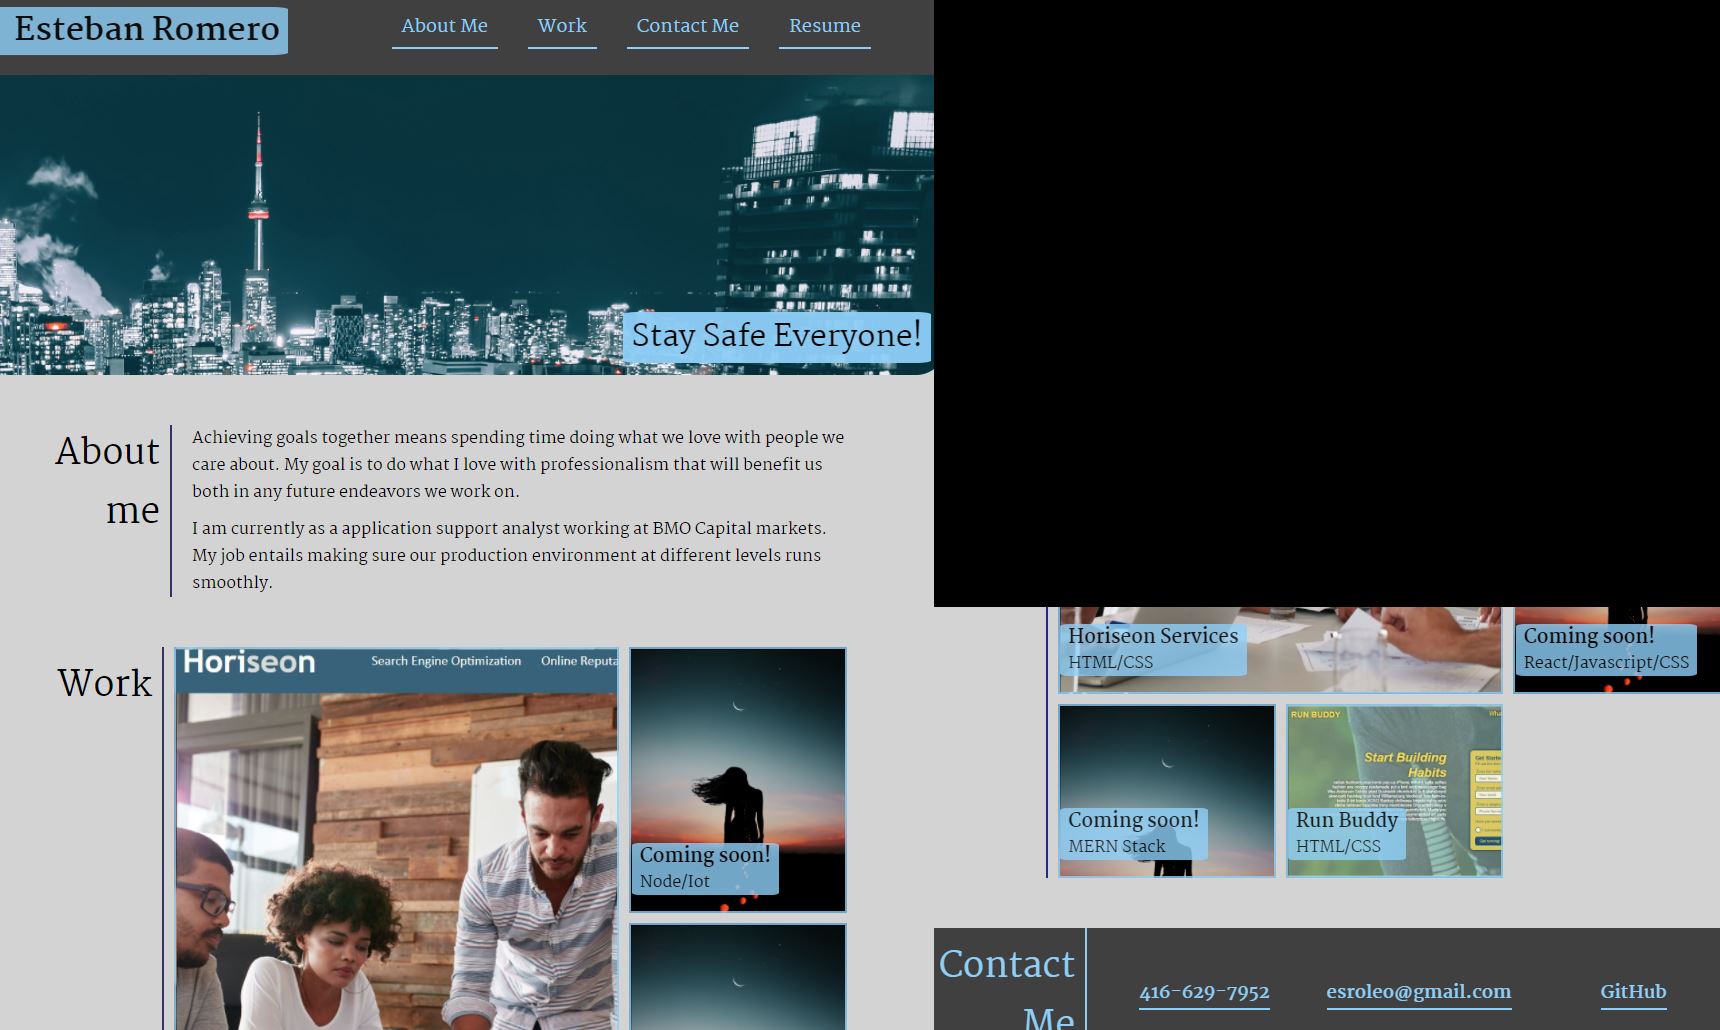 Esteban Romero
About Me
Work
Contact Me
Resume
Stay Safe Everyone!
About
me
Achieving goals together means spending time doing what we love with people we
care about. My goal is to do what I love with professionalism that will benefit us
both in any future endeavors we work on.
I am currently as a application support analyst working at BMO Capital markets.
My job entails making sure our production environment at different levels runs
smoothly.
Work
Horiseon
Search Engine Optimization
Online Reputa
Coming soon!
Node/Iot
Horiseon Services
HTML/CSS
Coming soon!
React/Javascript/CSS
Coming soon!
MERN Stack
RUN BUDDY
Start Building
Habits
Run Buddy
HTML/CSS
Contact
Me
416-629-7952
esroleo@gmail.com
GitHub